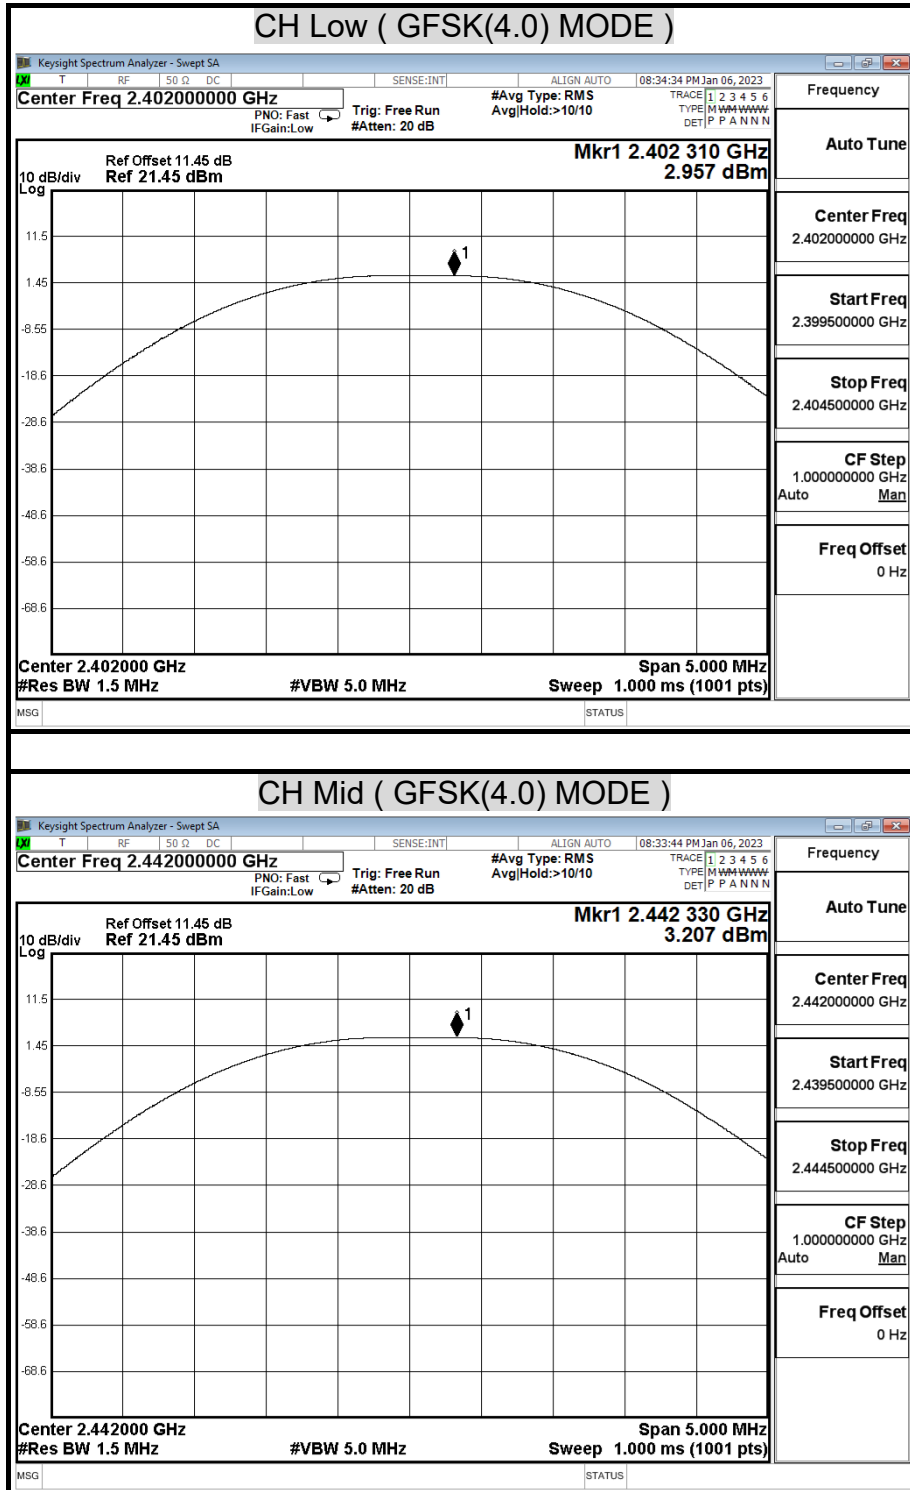 CH Low ( GFSK(4.0) MODE )
Keysight Spectrum Analyzer - Swept SA
LXI T RF 50 Ω DC SENSE:INT ALIGN AUTO 08:34:34 PM Jan 06, 2023
Center Freq 2.402000000 GHz
PNO: Fast
IFGain:Low
Trig: Free Run
#Atten: 20 dB
#Avg Type: RMS
Avg|Hold:>10/10
TRACE 1 2 3 4 5 6
TYPE M WM WWW
DET P P A N N N
Ref Offset 11.45 dB
10 dB/div Ref 21.45 dBm
Log
Mkr1 2.402 310 GHz
2.957 dBm
1
11.5
1.45
-8.55
-18.6
-28.6
-38.6
-48.6
-58.6
-68.6
Center 2.402000 GHz Span 5.000 MHz
#Res BW 1.5 MHz #VBW 5.0 MHz Sweep 1.000 ms (1001 pts)
MSG STATUS
Frequency
Auto Tune
Center Freq
2.402000000 GHz
Start Freq
2.399500000 GHz
Stop Freq
2.404500000 GHz
CF Step
1.000000000 GHz
Auto Man
Freq Offset
0 Hz
CH Mid ( GFSK(4.0) MODE )
Keysight Spectrum Analyzer - Swept SA
LXI T RF 50 Ω DC SENSE:INT ALIGN AUTO 08:33:44 PM Jan 06, 2023
Center Freq 2.442000000 GHz
PNO: Fast
IFGain:Low
Trig: Free Run
#Atten: 20 dB
#Avg Type: RMS
Avg|Hold:>10/10
TRACE 1 2 3 4 5 6
TYPE M WM WWW
DET P P A N N N
Ref Offset 11.45 dB
10 dB/div Ref 21.45 dBm
Log
Mkr1 2.442 330 GHz
3.207 dBm
1
11.5
1.45
-8.55
-18.6
-28.6
-38.6
-48.6
-58.6
-68.6
Center 2.442000 GHz Span 5.000 MHz
#Res BW 1.5 MHz #VBW 5.0 MHz Sweep 1.000 ms (1001 pts)
MSG STATUS
Frequency
Auto Tune
Center Freq
2.442000000 GHz
Start Freq
2.439500000 GHz
Stop Freq
2.444500000 GHz
CF Step
1.000000000 GHz
Auto Man
Freq Offset
0 Hz